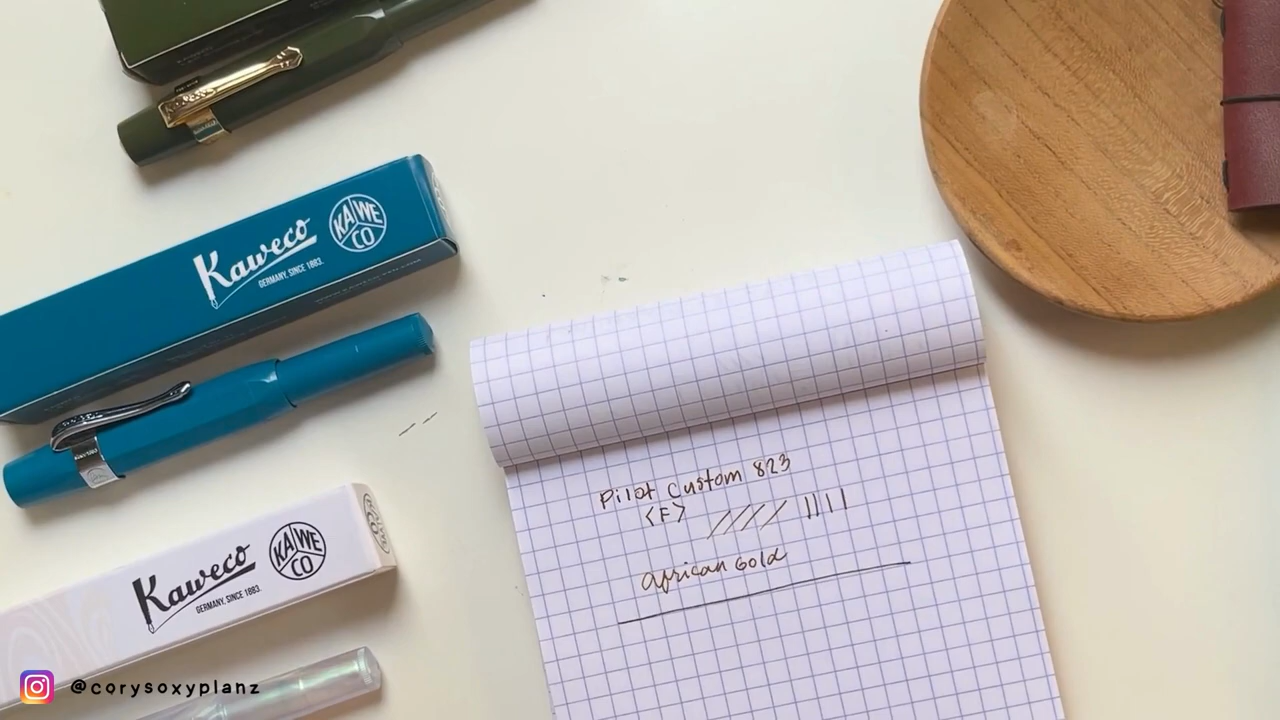 Kaweco
GERMANY, SINCE 1883.
KA WE CO
Kaweco
GERMANY, SINCE 1883.
KA WE CO
Pilot Custom 823
<F>
african Gold
@corysoxyplanz